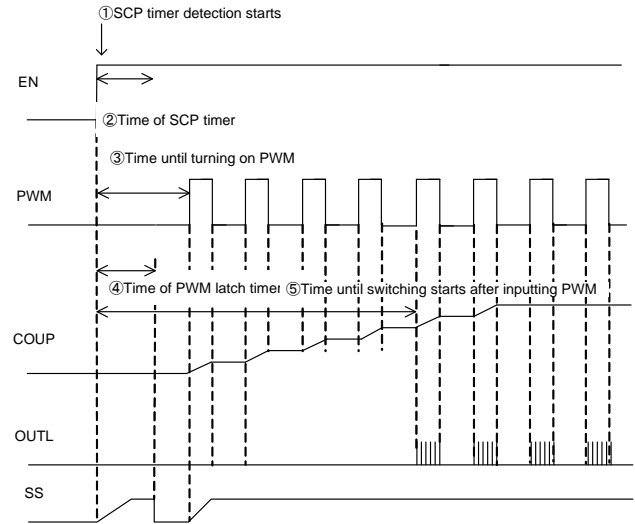 ①SCP timer detection starts
EN
②Time of SCP timer
③Time until turning on PWM
PWM
④Time of PWM latch timer
⑤Time until switching starts after inputting PWM
COUP
OUTL
SS